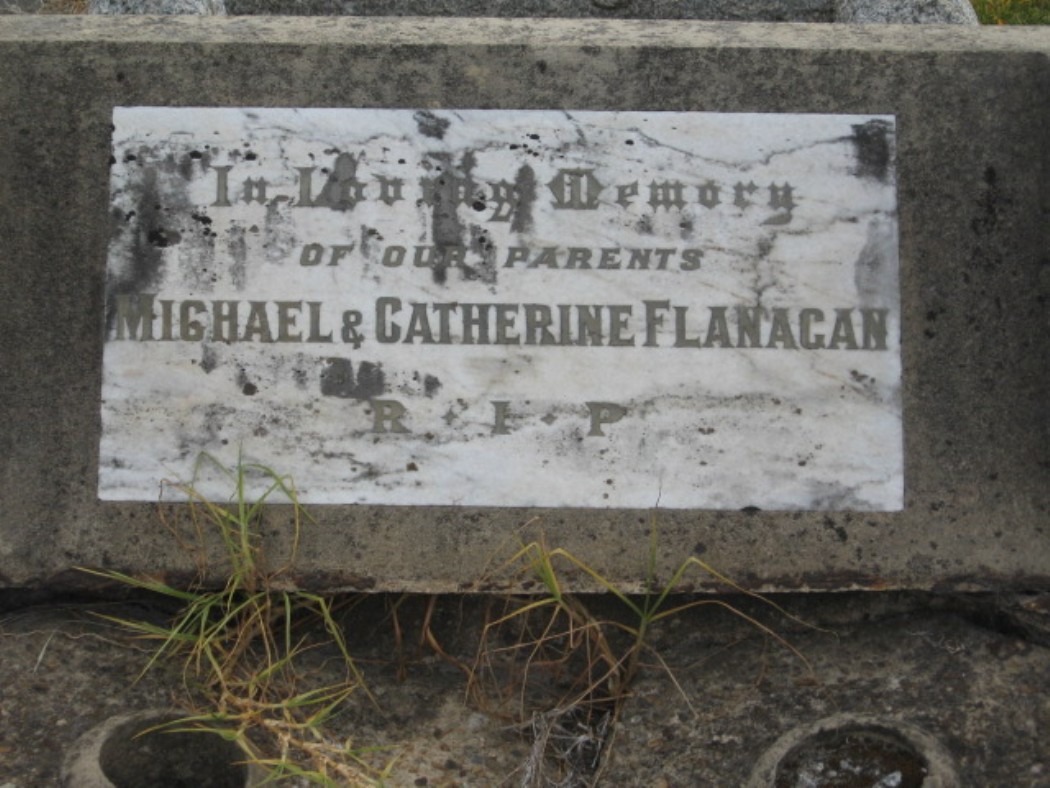 In Loving Memory
OF OUR PARENTS
MICHAEL & CATHERINE FLANAGAN
R · I · P